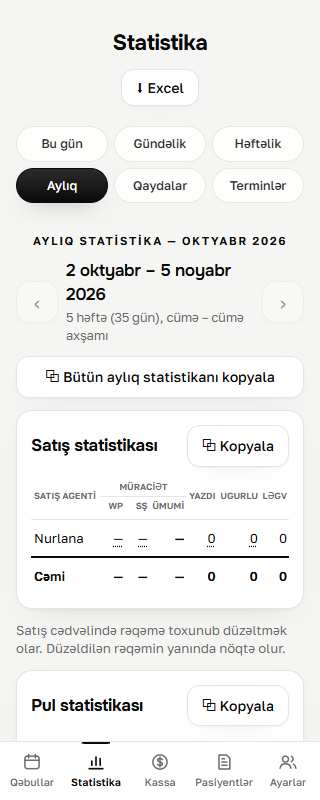 Statistika
⭳ Excel
Bu gün Gündəlik Həftəlik
Aylıq Qaydalar Terminlər
AYLIQ STATİSTİKA — OKTYABR 2026
2 oktyabr – 5 noyabr
2026
5 həftə (35 gün), cümə – cümə
axşamı
‹ ›
Bütün aylıq statistikanı kopyala
Satış statistikası Kopyala
MÜRACİƏT
SATIŞ AGENTİ YAZDI UGURLU LƏGV
WP SŞ ÜMUMİ
Nurlana — — — 0 0 0
Cəmi — — — 0 0 0
Satış cədvəlində rəqəmə toxunub düzəltmək
olar. Düzəldilən rəqəmin yanında nöqtə olur.
Pul statistikası Kopyala
Qəbullar Statistika Kassa Pasiyentlər Ayarlar